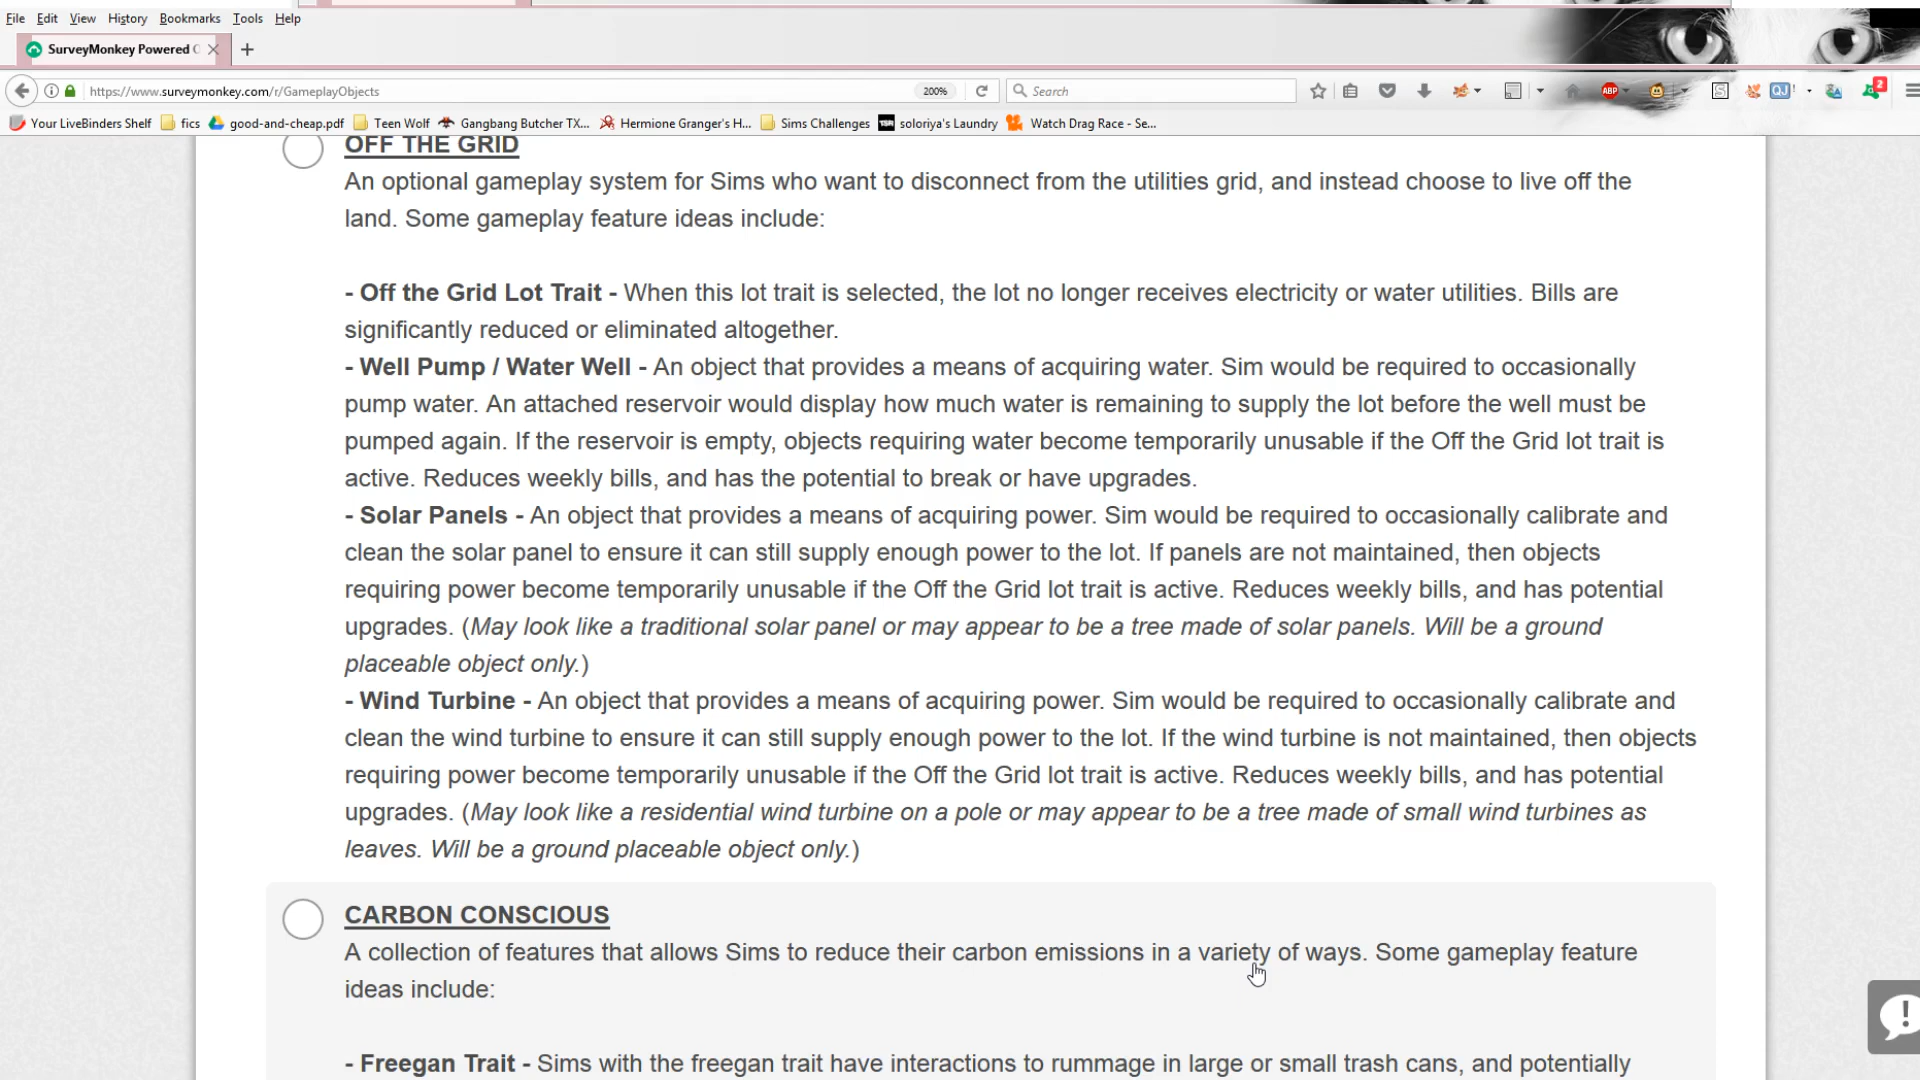 File Edit View History Bookmarks Tools Help
SurveyMonkey Powered
https://www.surveymonkey.com/r/GameplayObjects 200% Search ABP S QJ 2
Your LiveBinders Shelf fics good-and-cheap.pdf Teen Wolf Gangbang Butcher TX... Hermione Granger's H... Sims Challenges soloriya's Laundry Watch Drag Race - Se...
OFF THE GRID
An optional gameplay system for Sims who want to disconnect from the utilities grid, and instead choose to live off the
land. Some gameplay feature ideas include:
- Off the Grid Lot Trait - When this lot trait is selected, the lot no longer receives electricity or water utilities. Bills are
significantly reduced or eliminated altogether.
- Well Pump / Water Well - An object that provides a means of acquiring water. Sim would be required to occasionally
pump water. An attached reservoir would display how much water is remaining to supply the lot before the well must be
pumped again. If the reservoir is empty, objects requiring water become temporarily unusable if the Off the Grid lot trait is
active. Reduces weekly bills, and has the potential to break or have upgrades.
- Solar Panels - An object that provides a means of acquiring power. Sim would be required to occasionally calibrate and
clean the solar panel to ensure it can still supply enough power to the lot. If panels are not maintained, then objects
requiring power become temporarily unusable if the Off the Grid lot trait is active. Reduces weekly bills, and has potential
upgrades. (May look like a traditional solar panel or may appear to be a tree made of solar panels. Will be a ground
placeable object only.)
- Wind Turbine - An object that provides a means of acquiring power. Sim would be required to occasionally calibrate and
clean the wind turbine to ensure it can still supply enough power to the lot. If the wind turbine is not maintained, then objects
requiring power become temporarily unusable if the Off the Grid lot trait is active. Reduces weekly bills, and has potential
upgrades. (May look like a residential wind turbine on a pole or may appear to be a tree made of small wind turbines as
leaves. Will be a ground placeable object only.)
CARBON CONSCIOUS
A collection of features that allows Sims to reduce their carbon emissions in a variety of ways. Some gameplay feature
ideas include:
- Freegan Trait - Sims with the freegan trait have interactions to rummage in large or small trash cans, and potentially